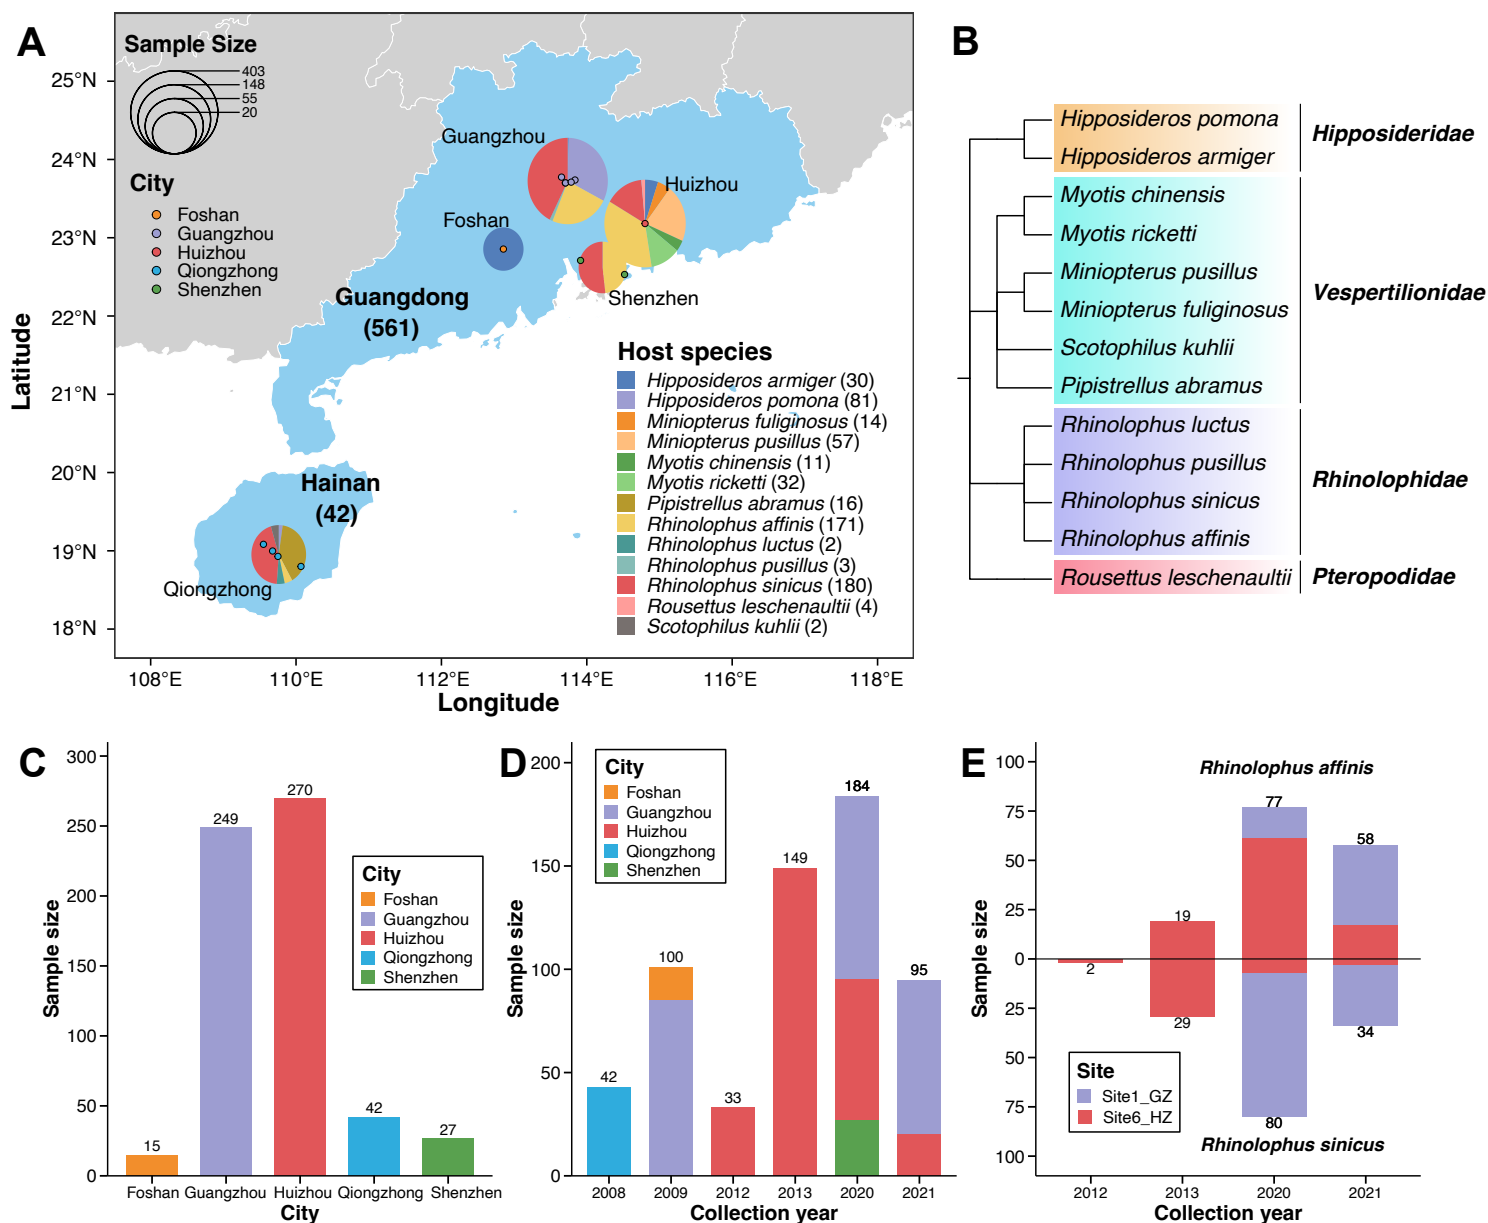 A
Sample Size
403
148
55
20
City
Foshan
Guangzhou
Huizhou
Qiongzhong
Shenzhen
25°N
24°N
23°N
22°N
21°N
20°N
19°N
18°N
Latitude
108°E
110°E
112°E
114°E
116°E
118°E
Longitude
Guangzhou
Huizhou
Foshan
Shenzhen
Guangdong
(561)
Hainan
(42)
Qiongzhong
Host species
Hipposideros armiger (30)
Hipposideros pomona (81)
Miniopterus fuliginosus (14)
Miniopterus pusillus (57)
Myotis chinensis (11)
Myotis ricketti (32)
Pipistrellus abramus (16)
Rhinolophus affinis (171)
Rhinolophus luctus (2)
Rhinolophus pusillus (3)
Rhinolophus sinicus (180)
Rousettus leschenaultii (4)
Scotophilus kuhlii (2)
B
Hipposideros pomona
Hipposideros armiger
Hipposideridae
Myotis chinensis
Myotis ricketti
Miniopterus pusillus
Miniopterus fuliginosus
Scotophilus kuhlii
Pipistrellus abramus
Vespertilionidae
Rhinolophus luctus
Rhinolophus pusillus
Rhinolophus sinicus
Rhinolophus affinis
Rhinolophidae
Rousettus leschenaultii
Pteropodidae
C
300
250
200
150
100
50
0
Sample size
15
249
270
42
27
City
Foshan
Guangzhou
Huizhou
Qiongzhong
Shenzhen
Foshan
Guangzhou
Huizhou
Qiongzhong
Shenzhen
City
D
200
150
100
50
0
Sample size
City
Foshan
Guangzhou
Huizhou
Qiongzhong
Shenzhen
42
100
33
149
184
95
2008
2009
2012
2013
2020
2021
Collection year
E
100
75
50
25
0
25
50
75
100
Sample size
Rhinolophus affinis
77
58
19
2
29
34
80
Site
Site1_GZ
Site6_HZ
Rhinolophus sinicus
2012
2013
2020
2021
Collection year